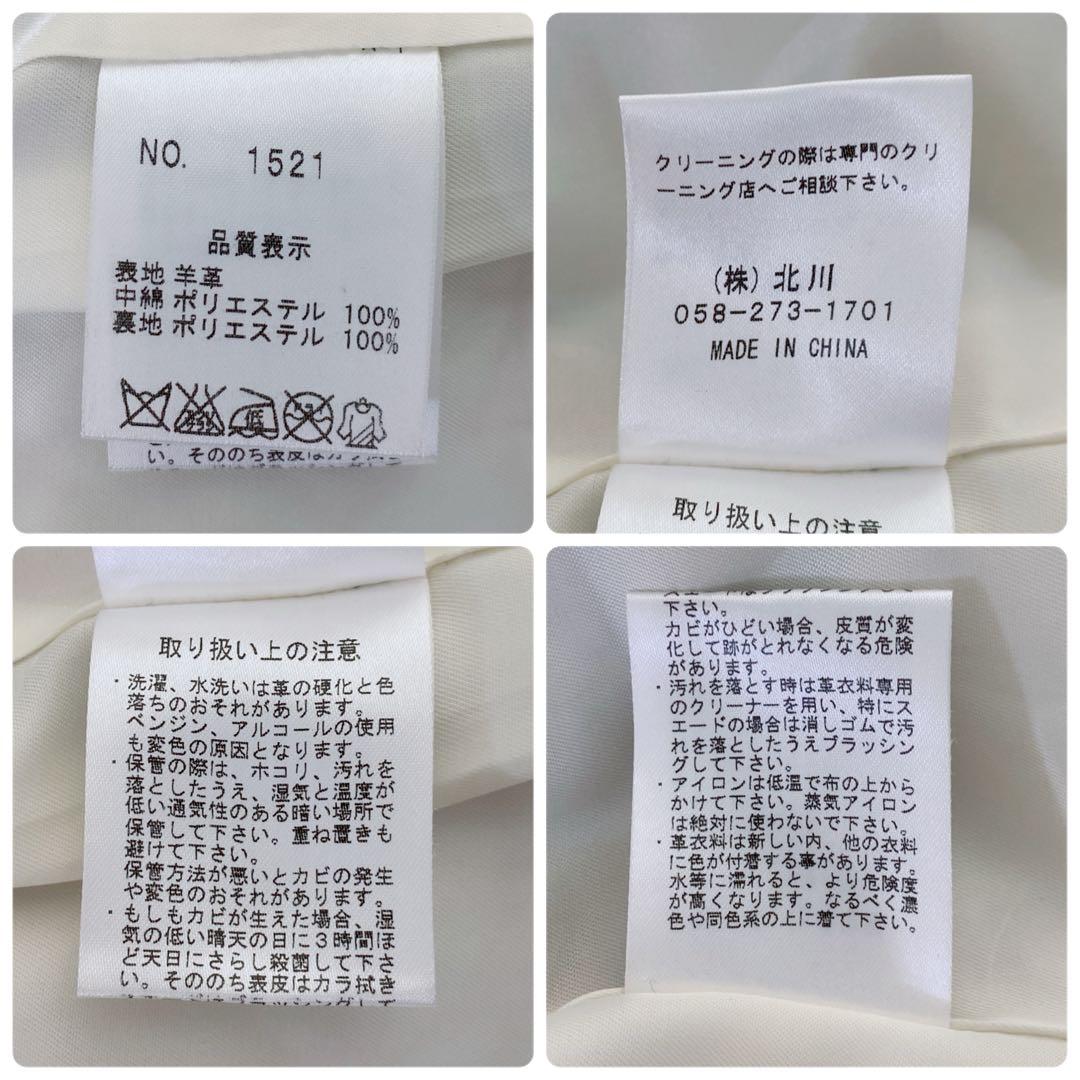 NO. 1521
品質表示
表地 羊革
中綿 ポリエステル 100%
裏地 ポリエステル 100%
低
い。そののち表皮はカラ拭き
クリーニングの際は専門のクリ
ーニング店へご相談下さい。
(株)北川
058-273-1701
MADE IN CHINA
取り扱い上の注意
取り扱い上の注意
・洗濯、水洗いは革の硬化と色
落ちのおそれがあります。
ベンジン、アルコールの使用
も変色の原因となります。
・保管の際は、ホコリ、汚れを
落としたうえ、湿気と温度が
低い通気性のある暗い場所で
保管して下さい。重ね置きも
避けて下さい。
保管方法が悪いとカビの発生
や変色のおそれがあります。
・もしもカビが生えた場合、湿
気の低い晴天の日に3時間ほ
ど天日にさらし殺菌して下さ
い。そののち表皮はカラ拭き
下さい。
カビがひどい場合、皮質が変
化して跡がとれなくなる危険
があります。
・汚れを落とす時は革衣料専用
のクリーナーを用い、特にス
エードの場合は消しゴムで汚
れを落としたうえブラッシン
グして下さい。
・アイロンは低温で布の上から
かけて下さい。蒸気アイロン
は絶対に使わないで下さい。
・革衣料は新しい内、他の衣料
に色が付着する事があります。
水等に濡れると、より危険度
が高くなります。なるべく濃
色や同色系の上に着て下さい。